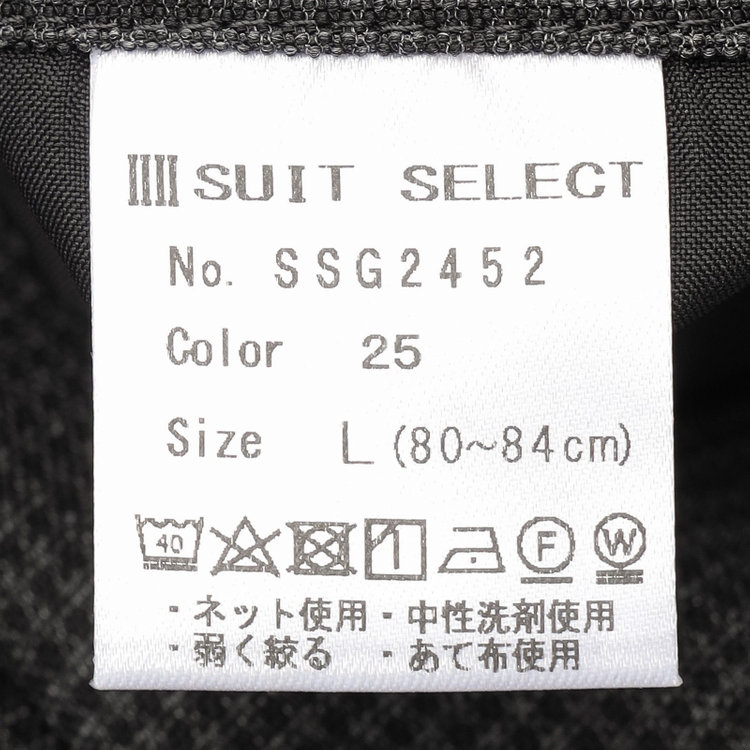 SUIT SELECT
No. SSG2452
Color 25
Size L (80~84cm)
40 F W
・ネット使用・中性洗剤使用
・弱く絞る ・あて布使用